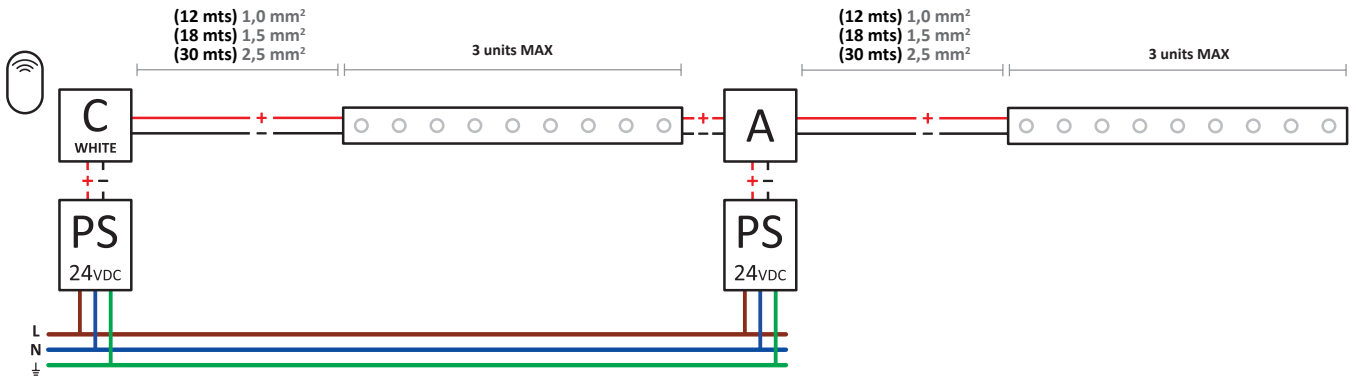 (12 mts) 1,0 mm²
(18 mts) 1,5 mm²
(30 mts) 2,5 mm²
3 units MAX
(12 mts) 1,0 mm²
(18 mts) 1,5 mm²
(30 mts) 2,5 mm²
3 units MAX
C
WHITE
+
–
+
–
A
+
–
+ –
+ –
PS
24VDC
PS
24VDC
L
N